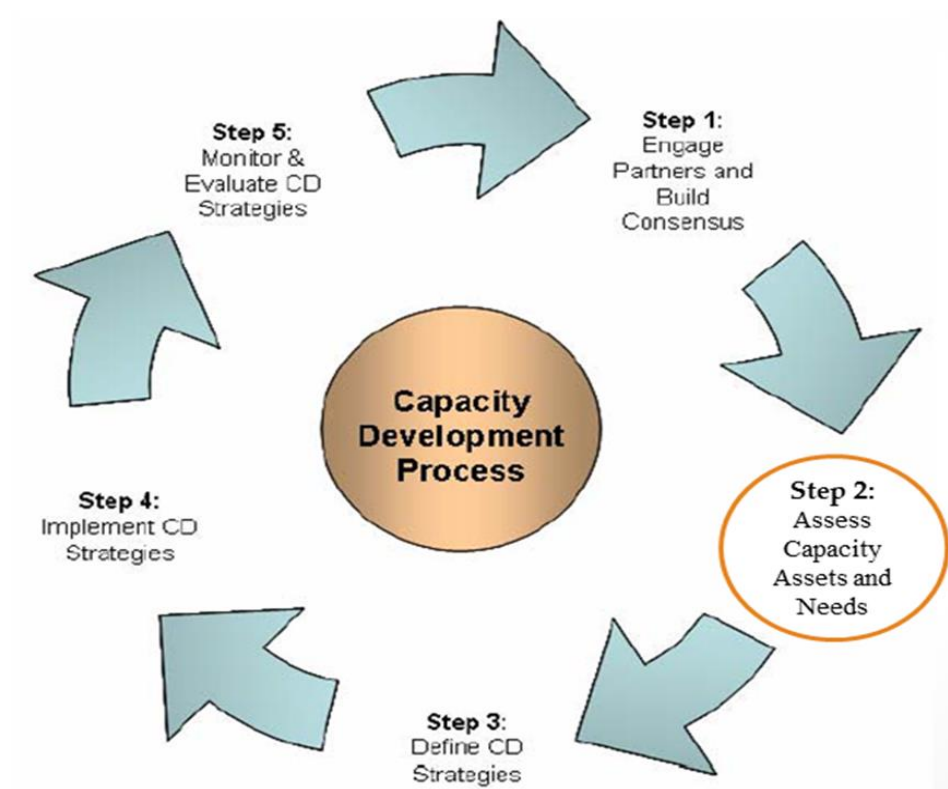 Step 1:
Engage
Partners and
Build
Consensus
Step 2:
Assess
Capacity
Assets and
Needs
Step 3:
Define CD
Strategies
Step 4:
Implement CD
Strategies
Step 5:
Monitor &
Evaluate CD
Strategies
Capacity
Development
Process